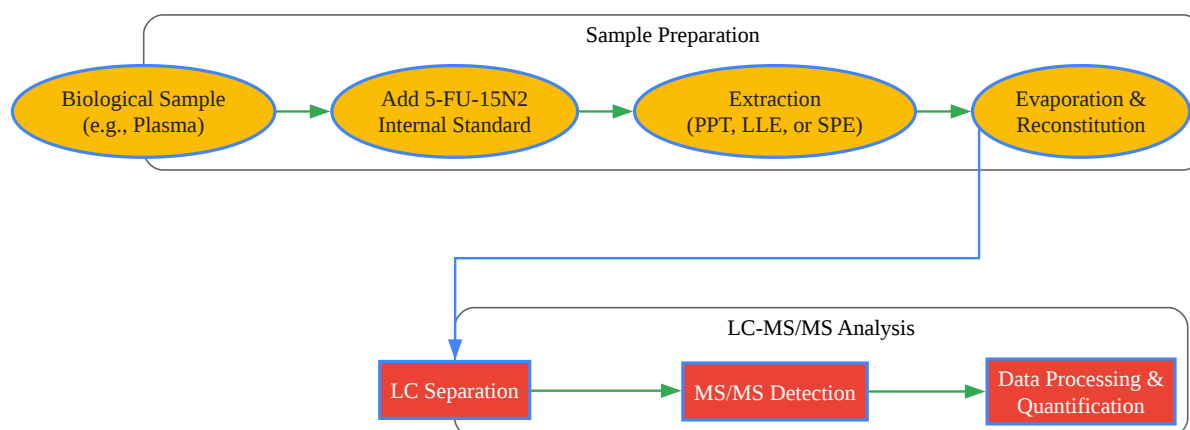 Sample Preparation
Biological Sample
(e.g., Plasma)
Add 5-FU-15N2
Internal Standard
Extraction
(PPT, LLE, or SPE)
Evaporation &
Reconstitution
LC-MS/MS Analysis
LC Separation
MS/MS Detection
Data Processing &
Quantification